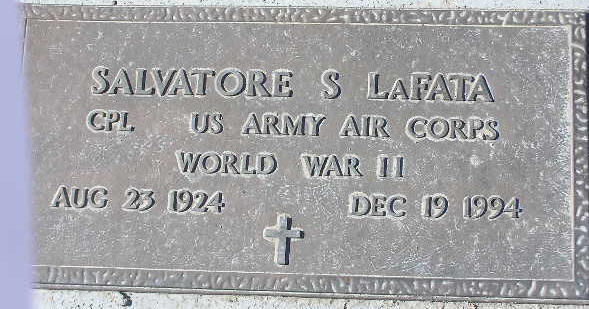 SALVATORE S LAFATA
CPL US ARMY AIR CORPS
WORLD WAR II
AUG 23 1924 DEC 19 1994